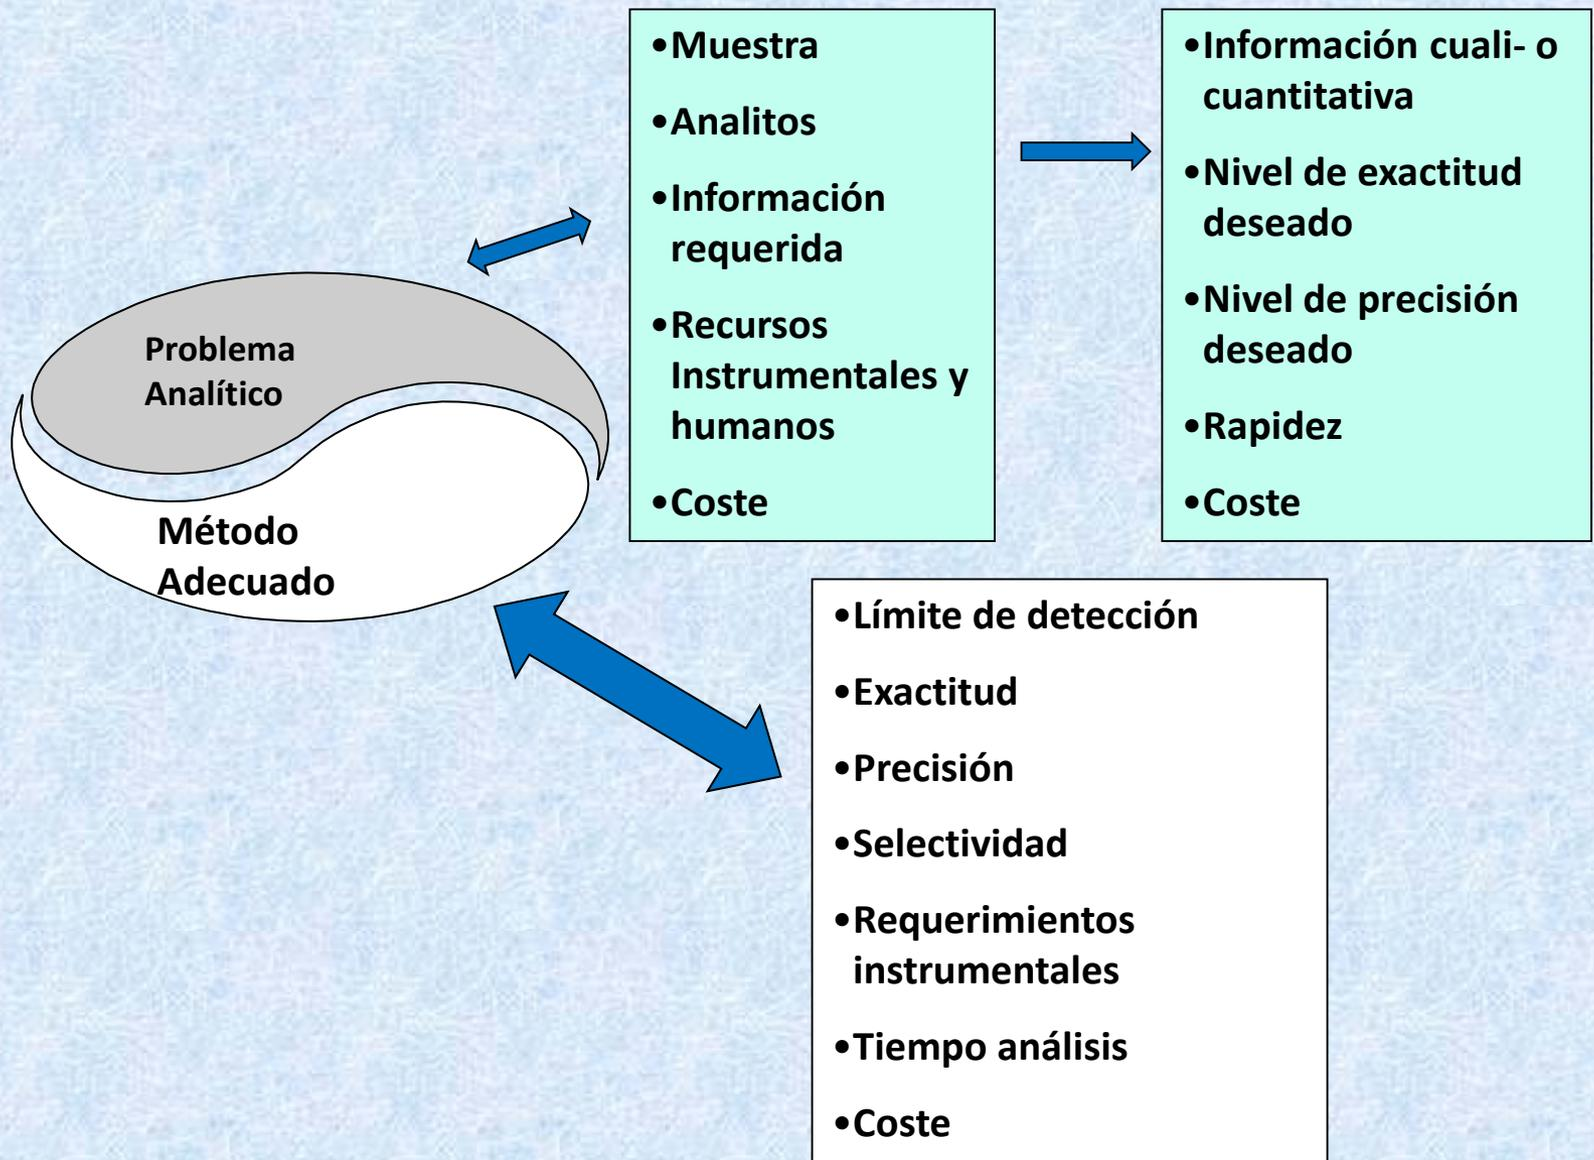 Problema
Analítico
Método
Adecuado
•Muestra
•Analitos
•Información
requerida
•Recursos
Instrumentales y
humanos
•Coste
•Información cuali- o
cuantitativa
•Nivel de exactitud
deseado
•Nivel de precisión
deseado
•Rapidez
•Coste
•Límite de detección
•Exactitud
•Precisión
•Selectividad
•Requerimientos
instrumentales
•Tiempo análisis
•Coste